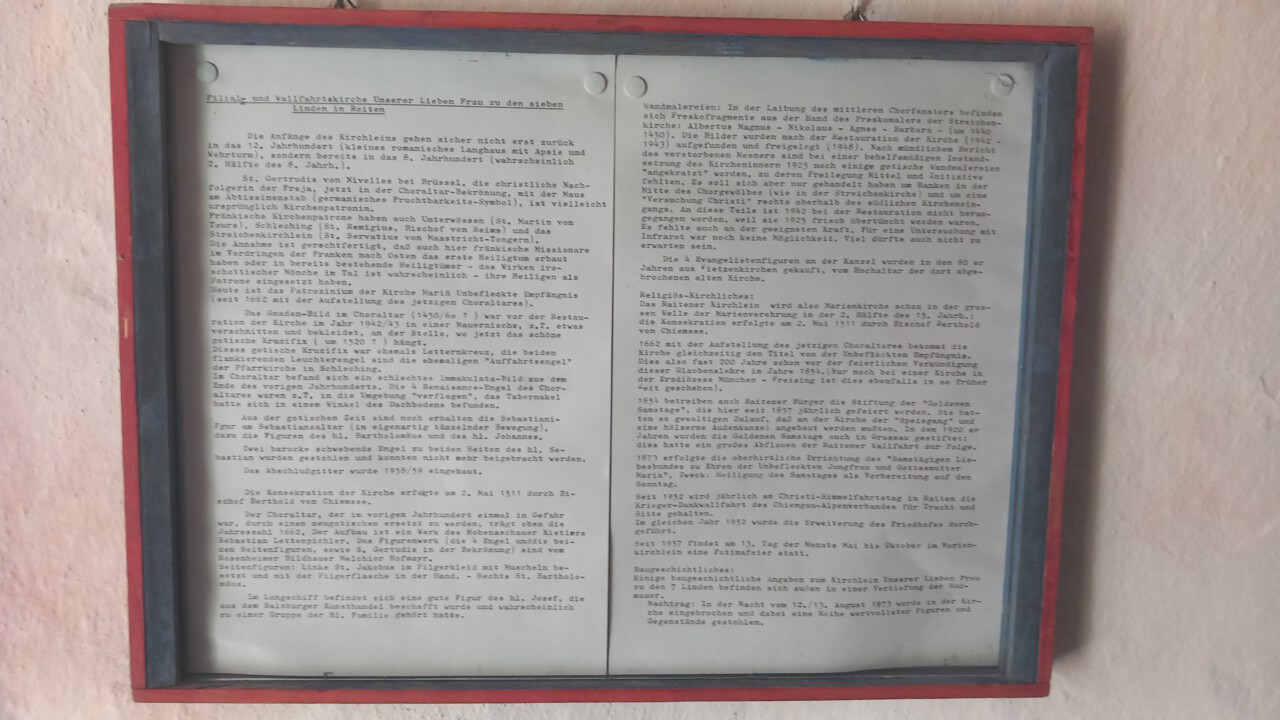 Filial- und Wallfahrtskirche Unserer Lieben Frau zu den sieben
Linden in Raiten
Die Anfänge des Kirchleins gehen sicher nicht erst zurück
in das 12. Jahrhundert (kleines romanisches Langhaus mit Apsis und
Wehrturm), sondern bereits in das 8. Jahrhundert (wahrscheinlich
2. Hälfte des 8. Jahrh.).
St. Gertrudis von Nivelles bei Brüssel, die christliche Nach-
folgerin der Freja, jetzt in der Choraltar-Bekrönung, mit der Maus
am Abtissinenstab (germanisches Fruchtbarkeits-Symbol), ist vielleicht
ursprünglich Kirchenpatronin.
Fränkische Kirchenpatrone haben auch Unterwössen (St. Martin von
Tours), Schleching (St. Remigius, Bischof von Reims) und das
Streichenkirchlein (St. Servatius von Maastricht-Tongern).
Die Annahme ist gerechtfertigt, daß auch hier fränkische Missionare
im Vordringen der Franken nach Osten das erste Heiligtum erbaut
haben oder in bereits bestehende Heiligtümer - das Wirken iro-
schottischer Mönche im Tal ist wahrscheinlich - ihre Heiligen als
Patrone eingesetzt haben.
Heute ist das Patrozinium der Kirche Mariä Unbefleckte Empfängnis
(seit 1662 mit der Aufstellung des jetzigen Choraltares).
Das Gnaden-Bild im Choraltar (1430/60 ? ) war vor der Restau-
ration der Kirche im Jahr 1942/43 in einer Mauernische, z.T. etwas
verschnitten und bekleidet, an der Stelle, wo jetzt das schöne
gotische Kruzifix ( um 1520 ? ) hängt.
Dieses gotische Kruzifix war ehemals Letternkreuz, die beiden
flankierenden Leuchterengel sind die ehemaligen "Auffahrtsengel"
der Pfarrkirche in Schleching.
Im Choraltar befand sich ein schlechtes Immakulata-Bild aus dem
Ende des vorigen Jahrhunderts. Die 4 Renaisance-Engel des Chor-
altares waren z.T. in die Umgebung "verflogen", das Tabernakel
hatte sich in einem Winkel des Dachbodens befunden.
Aus der gotischen Zeit sind noch erhalten die Sebastiani-
Fgur am Sebastiansaltar (in eigenartig tänzelnder Bewegung),
dazu die Figuren des hl. Bartholomäus und des hl. Johannes.
Zwei barocke schwebende Engel zu beiden Seiten des hl. Se-
bastian wurden gestohlen und konnten nicht mehr beigebracht werden.
Das Abschlußgitter wurde 1938/39 eingebaut.
Die Konsekration der Kirche erfolgte am 2. Mai 1311 durch Bi-
schof Berthold von Chiemsee.
Der Choraltar, der im vorigen Jahrhundert einmal in Gefahr
war, durch einen neugotischen ersetzt zu werden, trägt oben die
Jahreszahl 1662. Der Aufbau ist ein Werk des Hohenaschauer Kistlers
Sebastian Lettenpichler. Das Figurenwerk (die 4 Engel unddie bei-
den Seitenfiguren, sowie S. Gertudis in der Bekrönung) sind vom
Rosenheimer Bildhauer Melchior Hofmayr.
Seitenfiguren: Links St. Jakobus im Pilgerkleid mit Muscheln be-
setzt und mit der Pilgerflasche in der Hand. - Rechts St. Bartholo-
mäus.
Im Langschiff befindet sich eine gute Figur des hl. Josef, die
aus dem Salzburger Kunsthandel beschafft wurde und wahrscheinlich
zu einer Gruppe der Hl. Familie gehört hatte.
Wandmalereien: In der Laibung des mittleren Chorfensters befinden
sich Freskofragmente aus der Hand des Freskomalers der Streichen-
kirche: Albertus Magnus - Nikolaus - Agnes - Barbara - (um 1440
1450). Die Bilder wurden nach der Restauration der Kirche (1942 -
1943) aufgefunden und freigelegt (1948). Nach mündlichem Bericht
des verstorbenen Mesners sind bei einer behelfsmäßigen Instand-
setzung des Kircheninnern 1923 noch einige gotische Wandmalereien
"angekratzt" worden, zu deren Freilegung Mittel und Initiative
fehlten. Es soll sich aber nur gehandelt haben um Ranken in der
Mitte des Chorgewölbes (wie in der Streichenkirche) und um eine
"Versuchung Christi" rechts oberhalb des südlichen Kirchenein-
gangs. An diese Teile ist 1942 bei der Restauration nicht heran-
gegangen worden, weil sie 1923 frisch übertüncht worden waren.
Es fehlte auch an der geeigneten Kraft. Für eine Untersuchung mit
Infrarot war noch keine Möglichkeit. Viel dürfte auch nicht zu
erwarten sein.
Die 4 Evangelistenfiguren an der Kanzel wurden in den 80 er
Jahren aus Fietzenkirchen gekauft, vom Hochaltar der dort abge-
brochenen alten Kirche.
Religiös-Kirchliches:
Das Raitener Kirchlein wird also Marienkirche schon in der gros-
sen Welle der Marienverehrung in der 2. Hälfte des 13. Jahrh.;
die Konsekration erfolgte am 2. Mai 1311 durch Bischof Berthold
von Chiemsee.
1662 mit der Aufstellung des jetzigen Choraltares bekommt die
Kirche gleichzeitig den Titel von der Unbefleckten Empfängnis.
Dies also fast 200 Jahre schon vor der feierlichen Verkündigung
dieser Glaubenslehre im Jahre 1854.(Nur noch bei einer Kirche in
der Erzdiözese München - Freising ist dies ebenfalls in so früher
Zeit geschehen).
1854 betreiben auch Raitener Bürger die Stiftung der "Goldenen
Samstage", die hier seit 1857 jährlich gefeiert werden. Sie hat-
ten so gewaltigen Zulauf, daß an der Kirche der "Speisgang" und
eine hölzerne Außenkanzel angebaut werden mußten. In den 1920 er
Jahren wurden die Goldenen Samstage auch in Grassau gestiftet;
dies hatte ein großes Abflauen der Raitener Wallfahrt zur Folge.
1873 erfolgte die oberhirtliche Errichtung des "Samstägigen Lie-
besbundes zu Ehren der Unbefleckten Jungfrau und Gottesmutter
Maria". Zweck: Heiligung des Samstages als Vorbereitung auf den
Sonntag.
Seit 1932 wird jährlich am Christi-Himmelfahrtstag in Raiten die
Krieger-Dankwallfahrt des Chiemgau-Alpenverbandes für Tracht und
Sitte gehalten.
Im gleichen Jahr 1932 wurde die Erweiterung des Friedhofes durch-
geführt.
Seit 1937 findet am 13. Tag der Monate Mai bis Oktober im Marien-
kirchlein eine Fatimafeier statt.
Baugeschichtliches:
Einige baugeschichtliche Angaben zum Kirchleim Unserer Lieben Frau
zu den 7 Linden befinden sich außen in einer Vertiefung der Süd-
mauer.
Nachtrag: In der Nacht vom 12./13. August 1973 wurde in der Kir-
che eingebrochen und dabei eine Reihe wertvollster Figuren und
Gegenstände gestohlen.